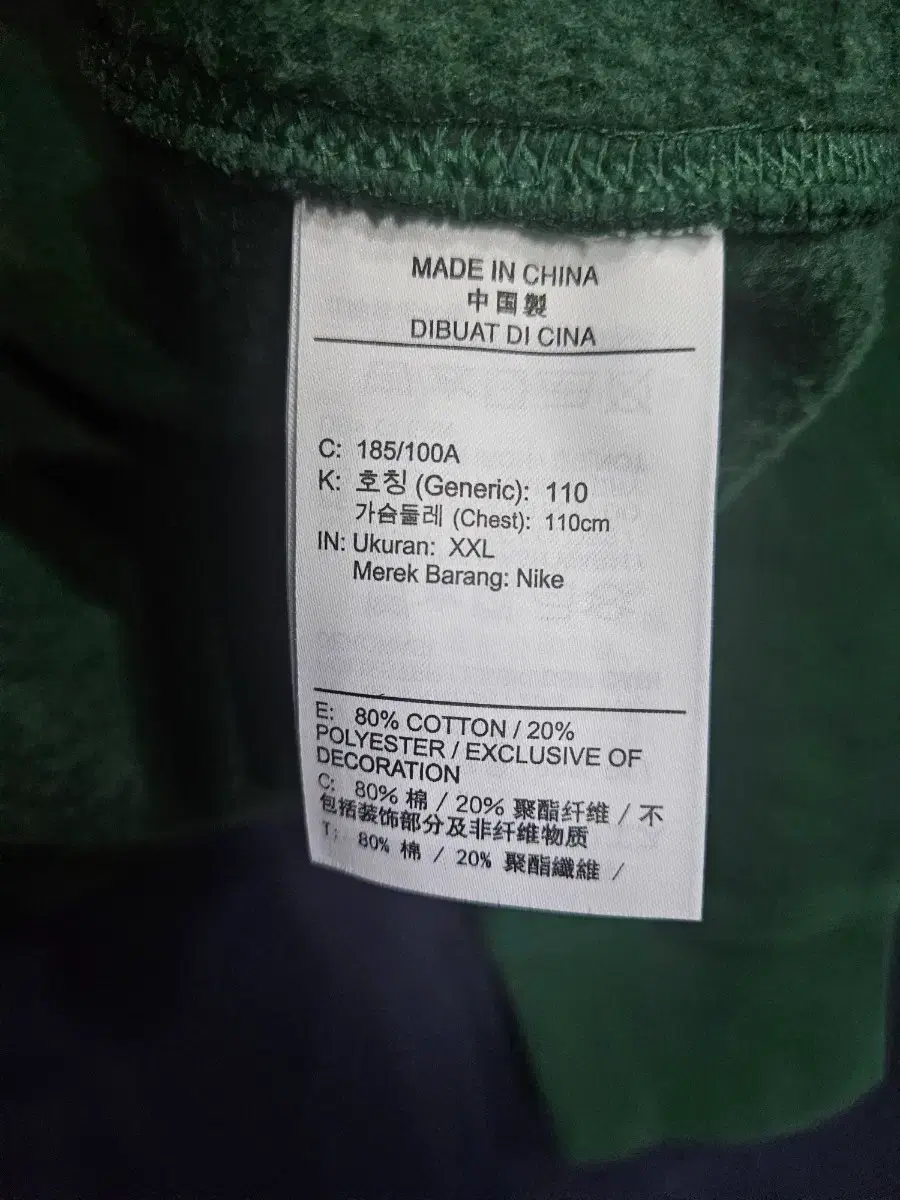 MADE IN CHINA
中国製
DIBUAT DI CINA
C: 185/100A
K: 호칭 (Generic): 110
가슴둘레 (Chest): 110cm
IN: Ukuran: XXL
Merek Barang: Nike
E: 80% COTTON / 20%
POLYESTER / EXCLUSIVE OF
DECORATION
C: 80% 棉 / 20% 聚酯纤维 / 不
包括装饰部分及非纤维物质
T: 80% 棉 / 20% 聚酯纖維 /